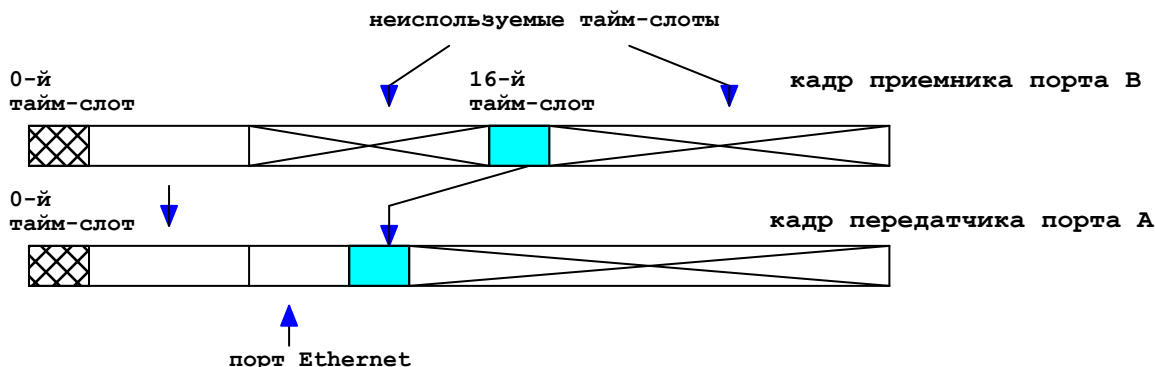 неиспользуемые тайм-слоты
0-й
тайм-слот
16-й
тайм-слот
кадр приемника порта B
0-й
тайм-слот
кадр передатчика порта A
порт Ethernet